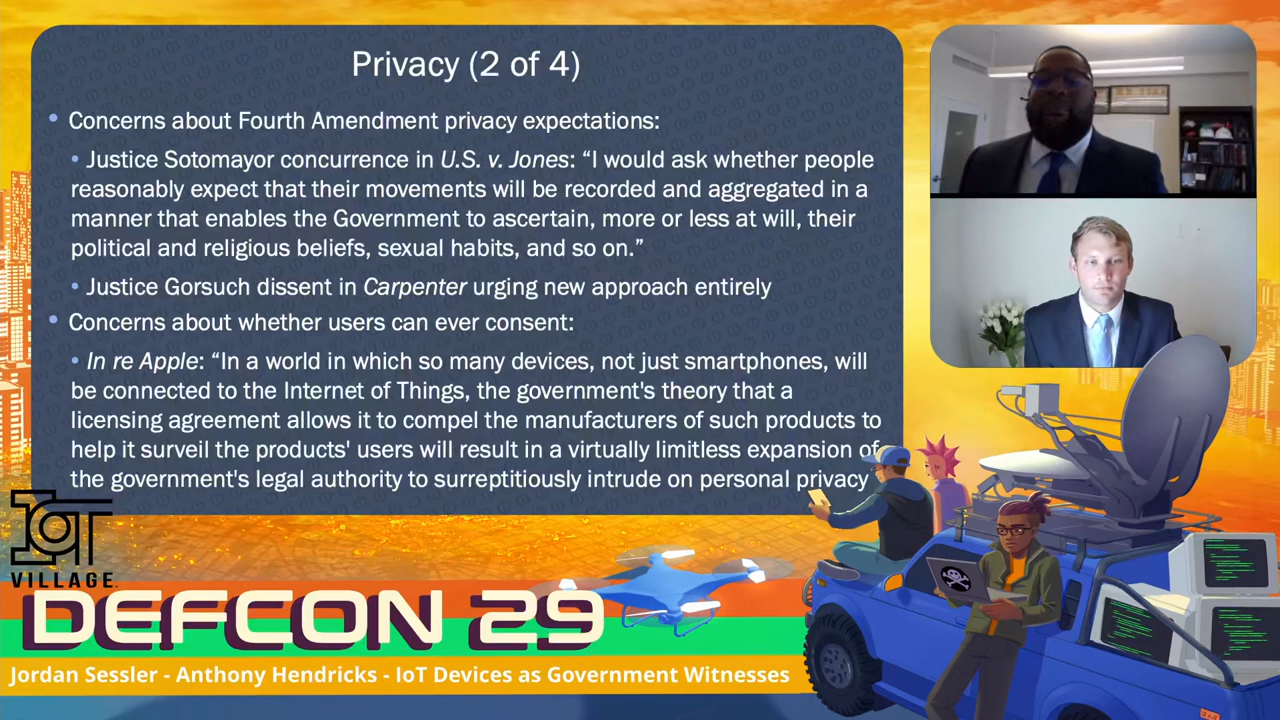 Privacy (2 of 4)
• Concerns about Fourth Amendment privacy expectations:
• Justice Sotomayor concurrence in U.S. v. Jones: “I would ask whether people
reasonably expect that their movements will be recorded and aggregated in a
manner that enables the Government to ascertain, more or less at will, their
political and religious beliefs, sexual habits, and so on.”
• Justice Gorsuch dissent in Carpenter urging new approach entirely
• Concerns about whether users can ever consent:
• In re Apple: “In a world in which so many devices, not just smartphones, will
be connected to the Internet of Things, the government's theory that a
licensing agreement allows it to compel the manufacturers of such products to
help it surveil the products' users will result in a virtually limitless expansion of
the government's legal authority to surreptitiously intrude on personal privacy
IoT
VILLAGE
DEFCON 29
Jordan Sessler - Anthony Hendricks - IoT Devices as Government Witnesses